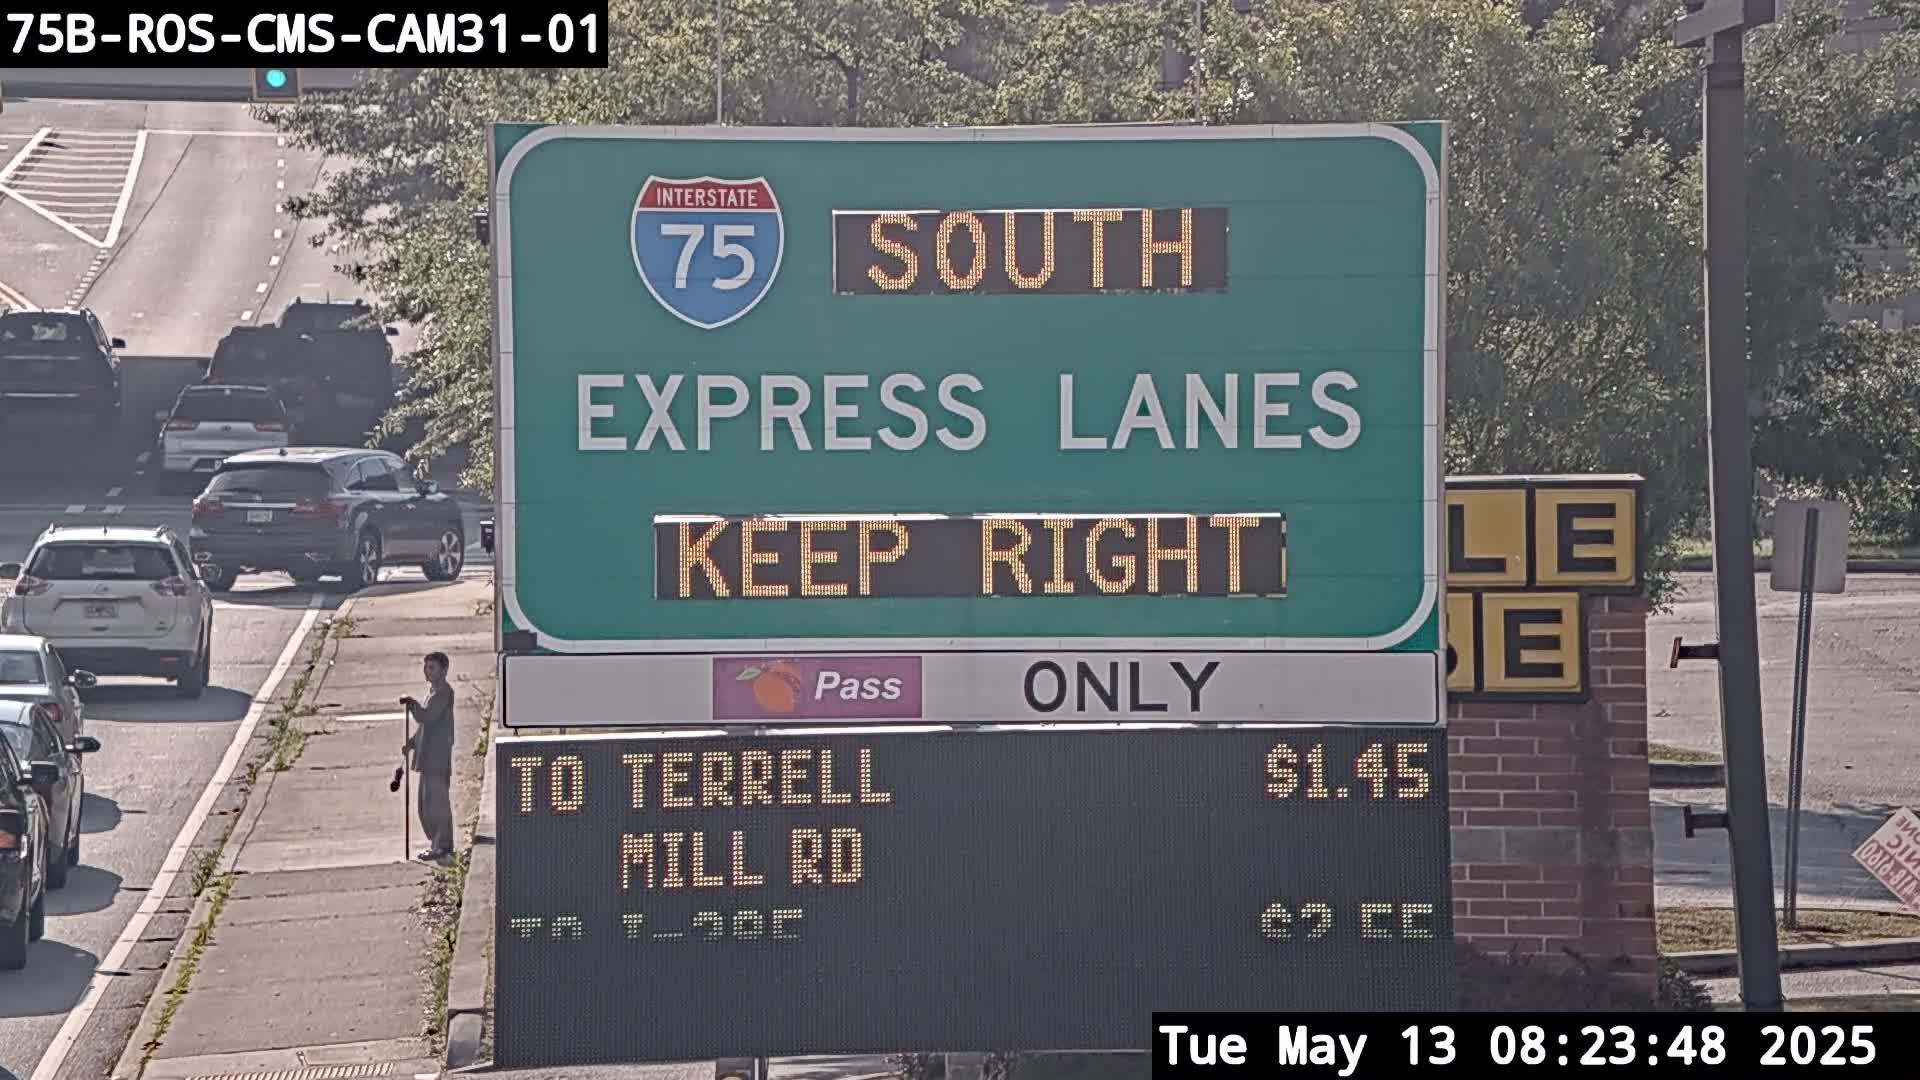 75B-ROS-CMS-CAM31-01
INTERSTATE
75
SOUTH
EXPRESS LANES
KEEP RIGHT
Pass ONLY
TO TERRELL $1.45
MILL RD
LE
E
Tue May 13 08:23:48 2025